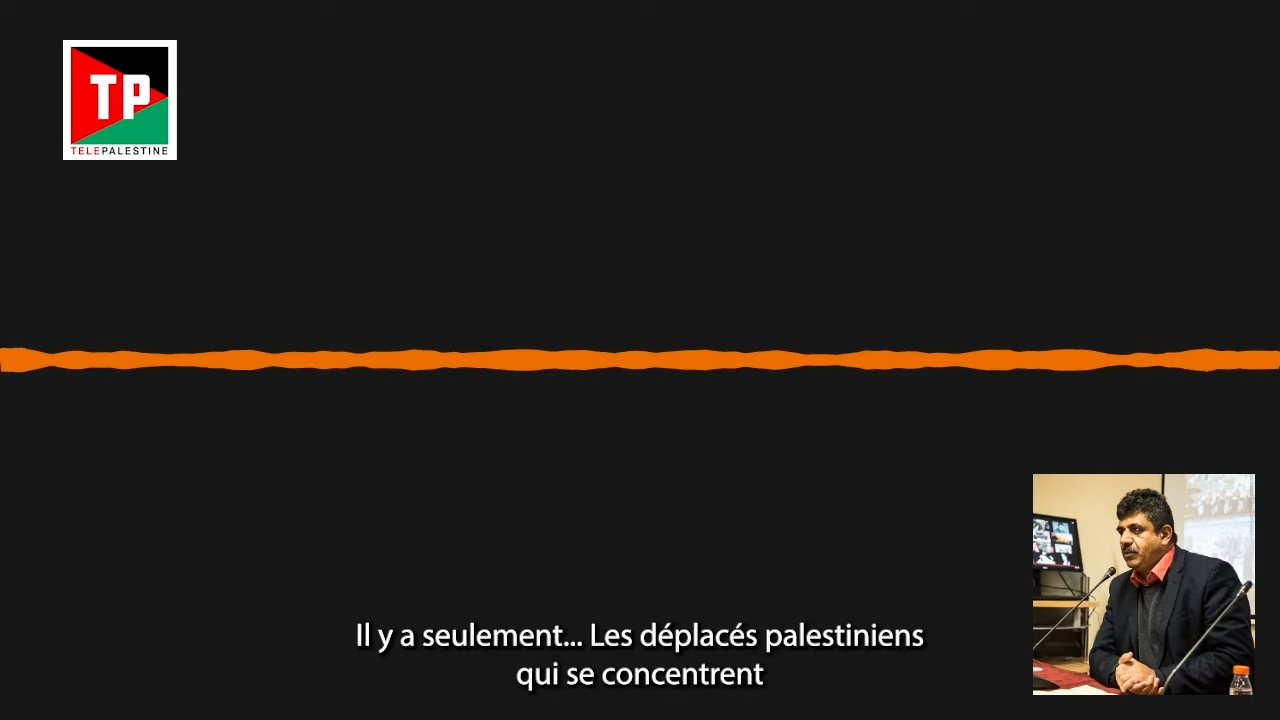 TP
TELEPALESTINE
Il y a seulement... Les déplacés palestiniens
qui se concentrent